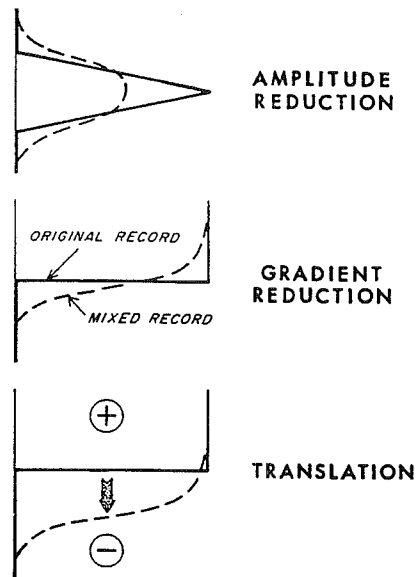 AMPLITUDE
REDUCTION
ORIGINAL RECORD
GRADIENT
REDUCTION
MIXED RECORD
+
TRANSLATION
−